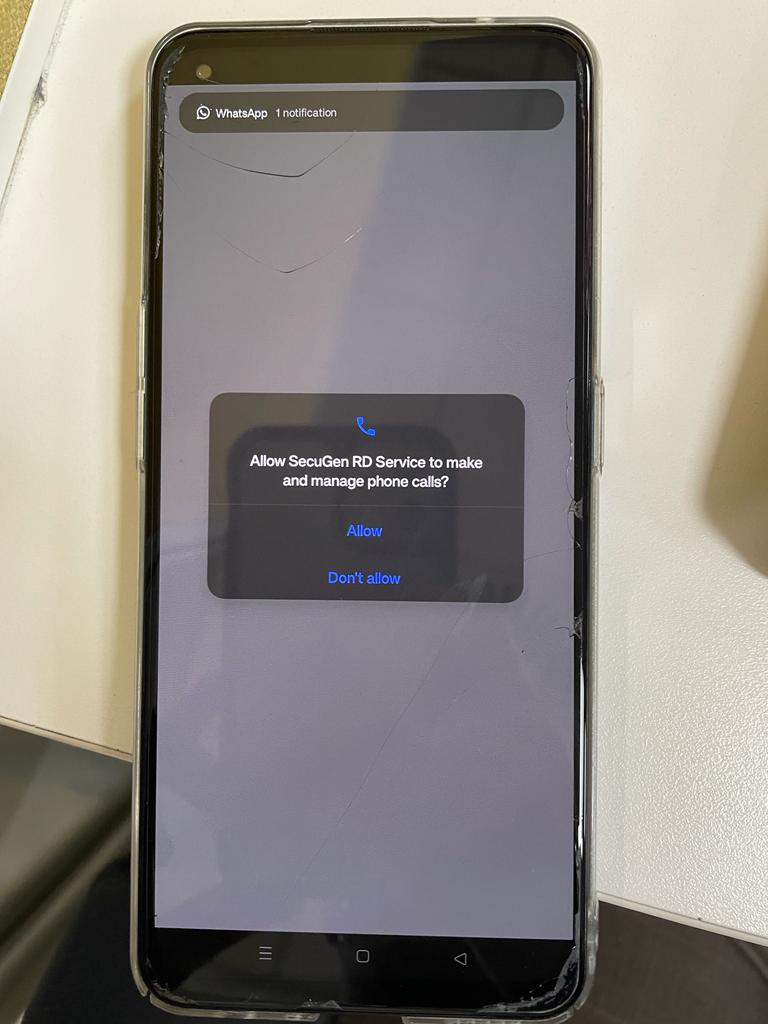 WhatsApp 1 notification
Allow SecuGen RD Service to make
and manage phone calls?
Allow
Don't allow